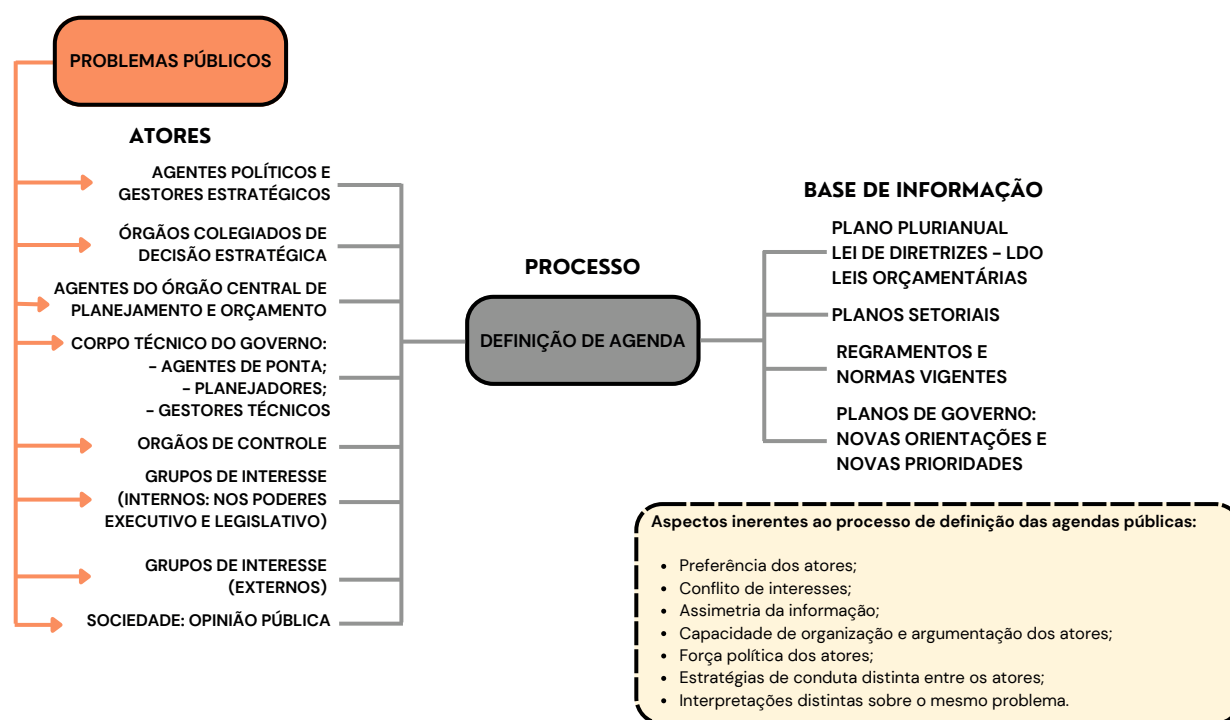 PROBLEMAS PÚBLICOS
ATORES
AGENTES POLÍTICOS E
GESTORES ESTRATÉGICOS
ÓRGÃOS COLEGIADOS DE
DECISÃO ESTRATÉGICA
AGENTES DO ÓRGÃO CENTRAL DE
PLANEJAMENTO E ORÇAMENTO
CORPO TÉCNICO DO GOVERNO:
- AGENTES DE PONTA;
- PLANEJADORES;
- GESTORES TÉCNICOS
ORGÃOS DE CONTROLE
GRUPOS DE INTERESSE
(INTERNOS: NOS PODERES
EXECUTIVO E LEGISLATIVO)
GRUPOS DE INTERESSE
(EXTERNOS)
SOCIEDADE: OPINIÃO PÚBLICA
PROCESSO
DEFINIÇÃO DE AGENDA
BASE DE INFORMAÇÃO
PLANO PLURIANUAL
LEI DE DIRETRIZES - LDO
LEIS ORÇAMENTÁRIAS
PLANOS SETORIAIS
REGRAMENTOS E
NORMAS VIGENTES
PLANOS DE GOVERNO:
NOVAS ORIENTAÇÕES E
NOVAS PRIORIDADES
Aspectos inerentes ao processo de definição das agendas públicas:
• Preferência dos atores;
• Conflito de interesses;
• Assimetria da informação;
• Capacidade de organização e argumentação dos atores;
• Força política dos atores;
• Estratégias de conduta distinta entre os atores;
• Interpretações distintas sobre o mesmo problema.